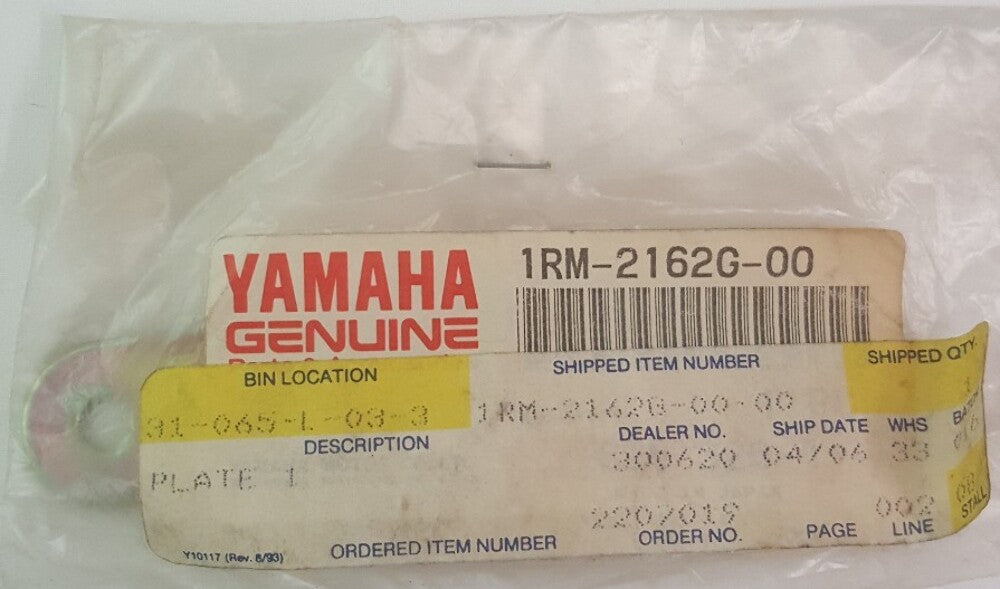 YAMAHA
1RM-2162G-00
GENUINE
BIN LOCATION
SHIPPED ITEM NUMBER
SHIPPED QTY.
31-065-L-03-3
1RM-2162G-00-00
1
DESCRIPTION
DEALER NO.
SHIP DATE
WHS
PLATE 1
300620
04/06
33
2207019
002
ORDERED ITEM NUMBER
ORDER NO.
PAGE
LINE
STALL
Y10117 (Rev. 8/93)